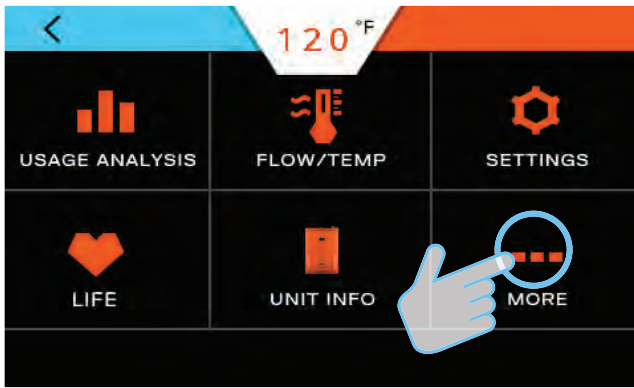 120°F
USAGE ANALYSIS
FLOW/TEMP
SETTINGS
LIFE
UNIT INFO
MORE